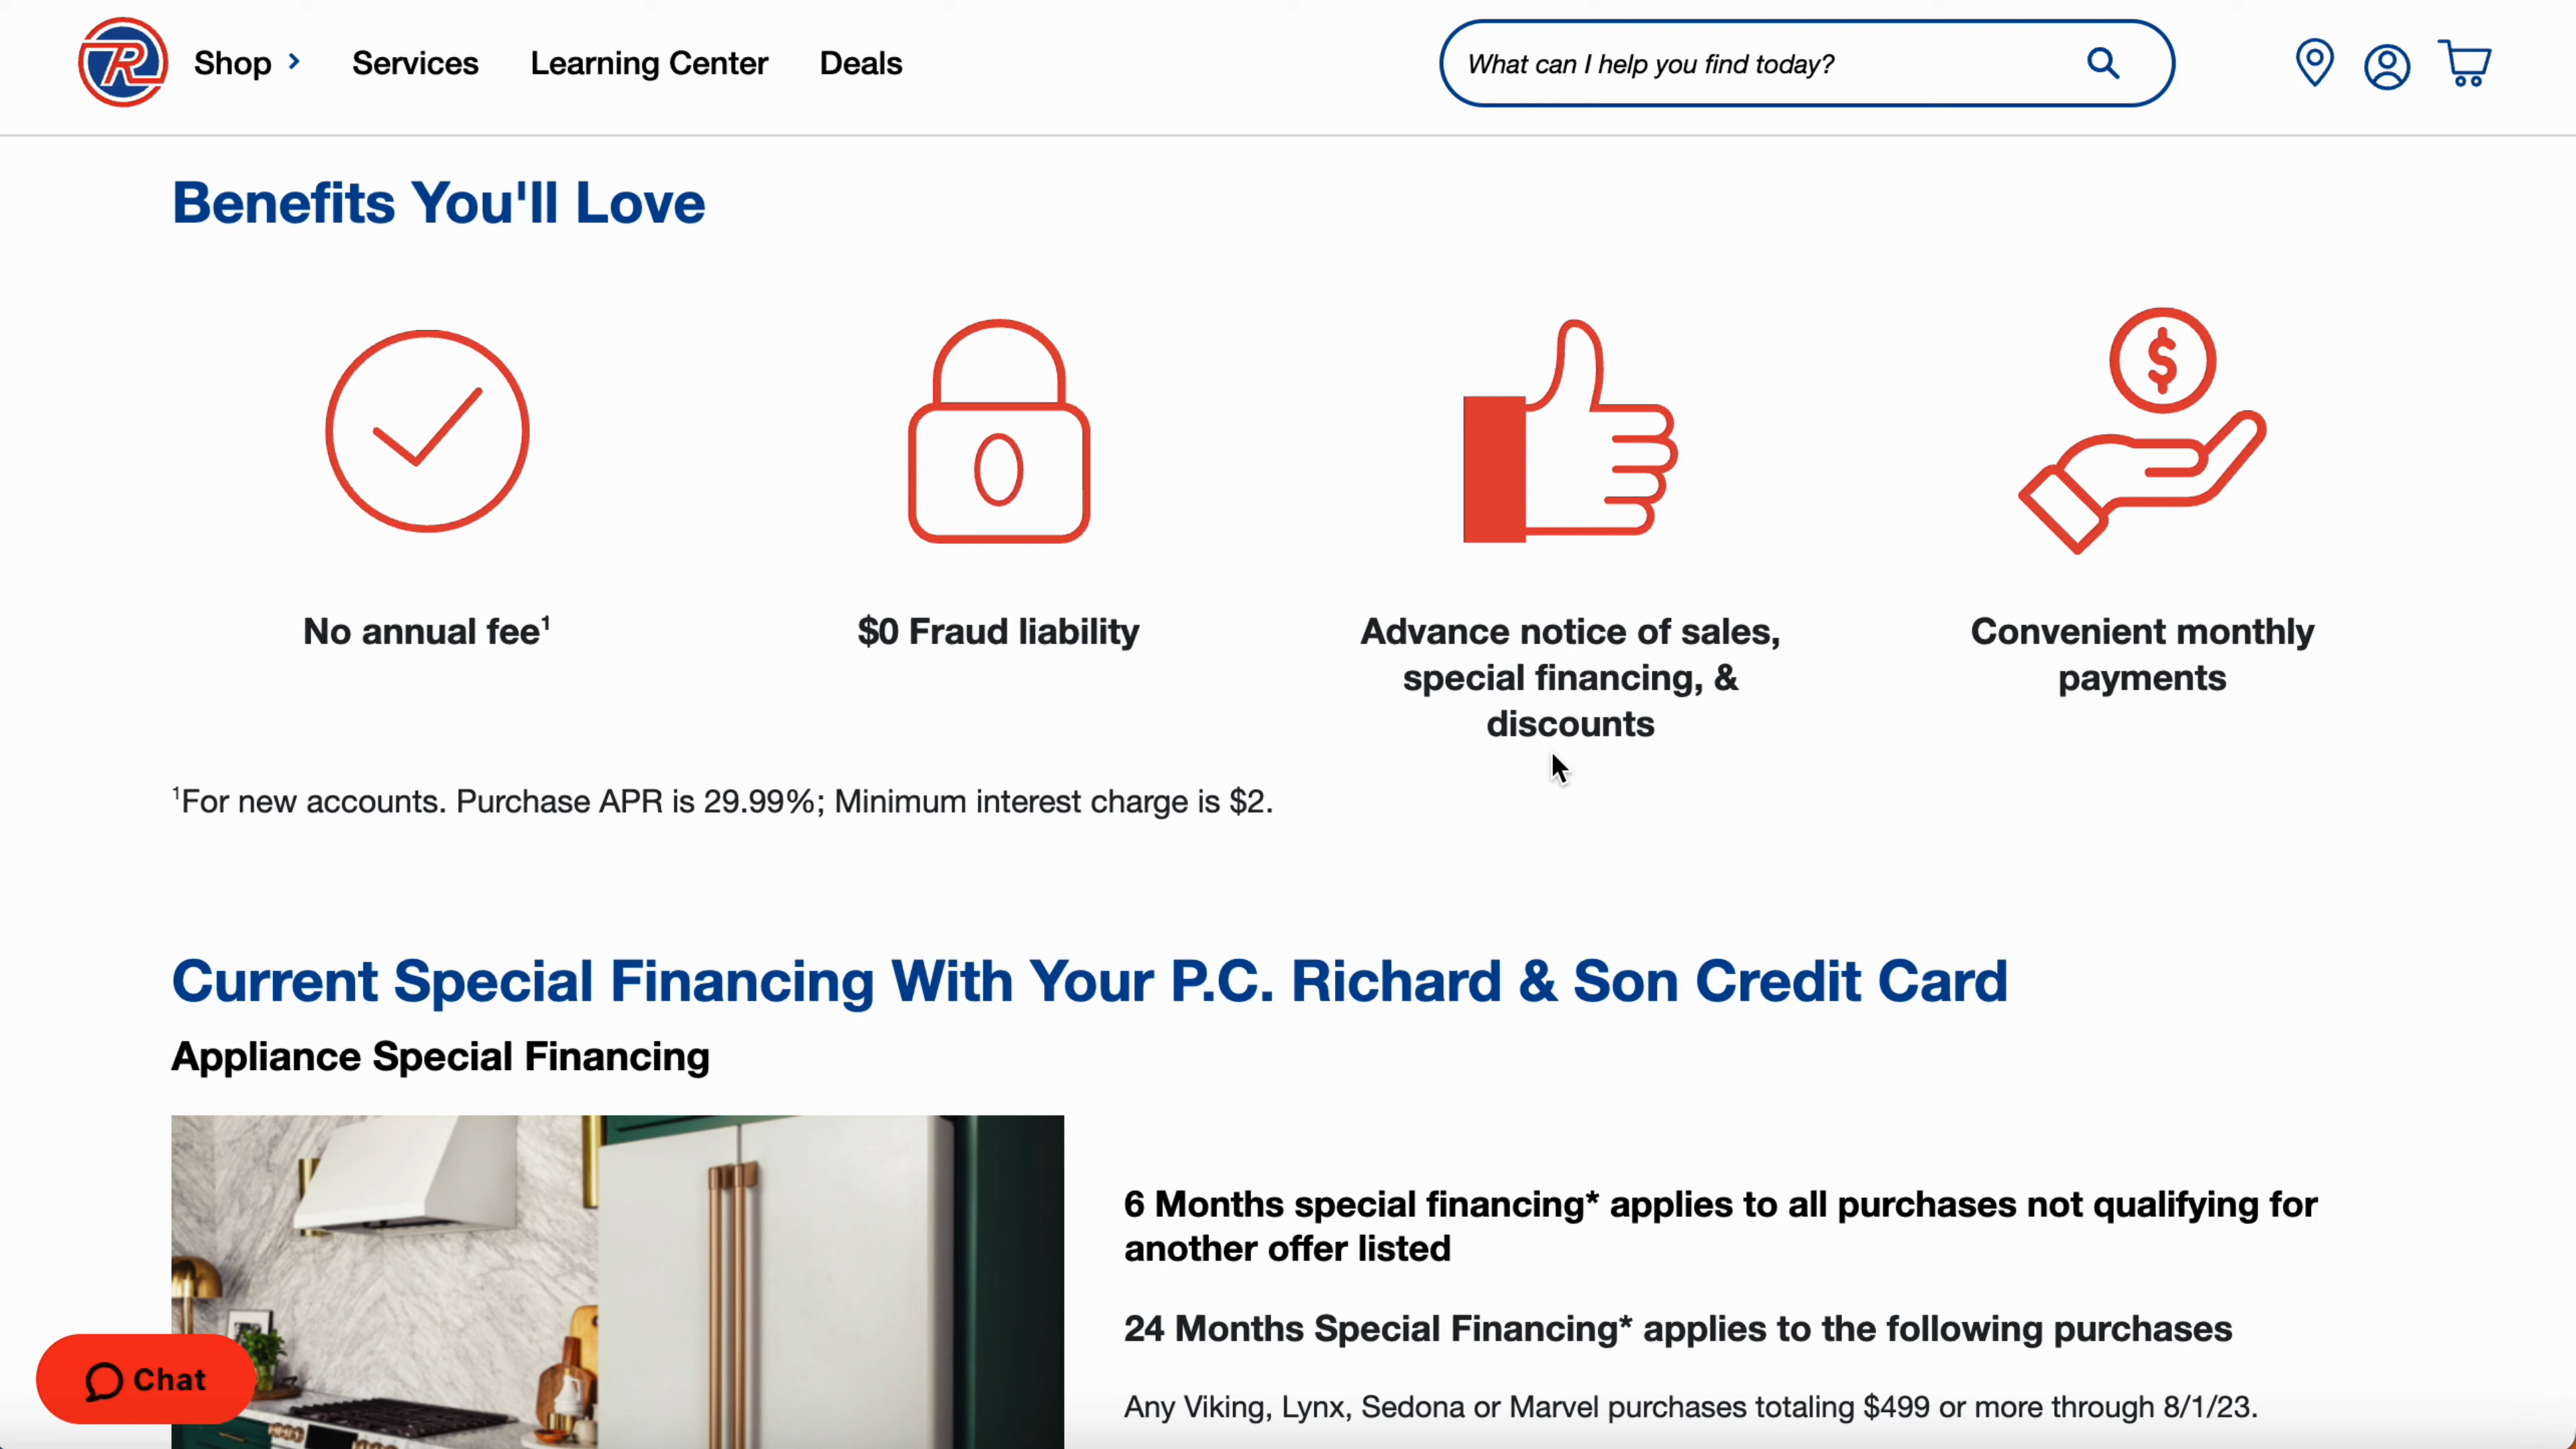 R
Shop
Services
Learning Center
Deals
What can I help you find today?
Benefits You'll Love
0
$
No annual fee¹
$0 Fraud liability
Advance notice of sales,
special financing, &
discounts
Convenient monthly
payments
¹For new accounts. Purchase APR is 29.99%; Minimum interest charge is $2.
Current Special Financing With Your P.C. Richard & Son Credit Card
Appliance Special Financing
6 Months special financing* applies to all purchases not qualifying for
another offer listed
24 Months Special Financing* applies to the following purchases
Any Viking, Lynx, Sedona or Marvel purchases totaling $499 or more through 8/1/23.
Chat